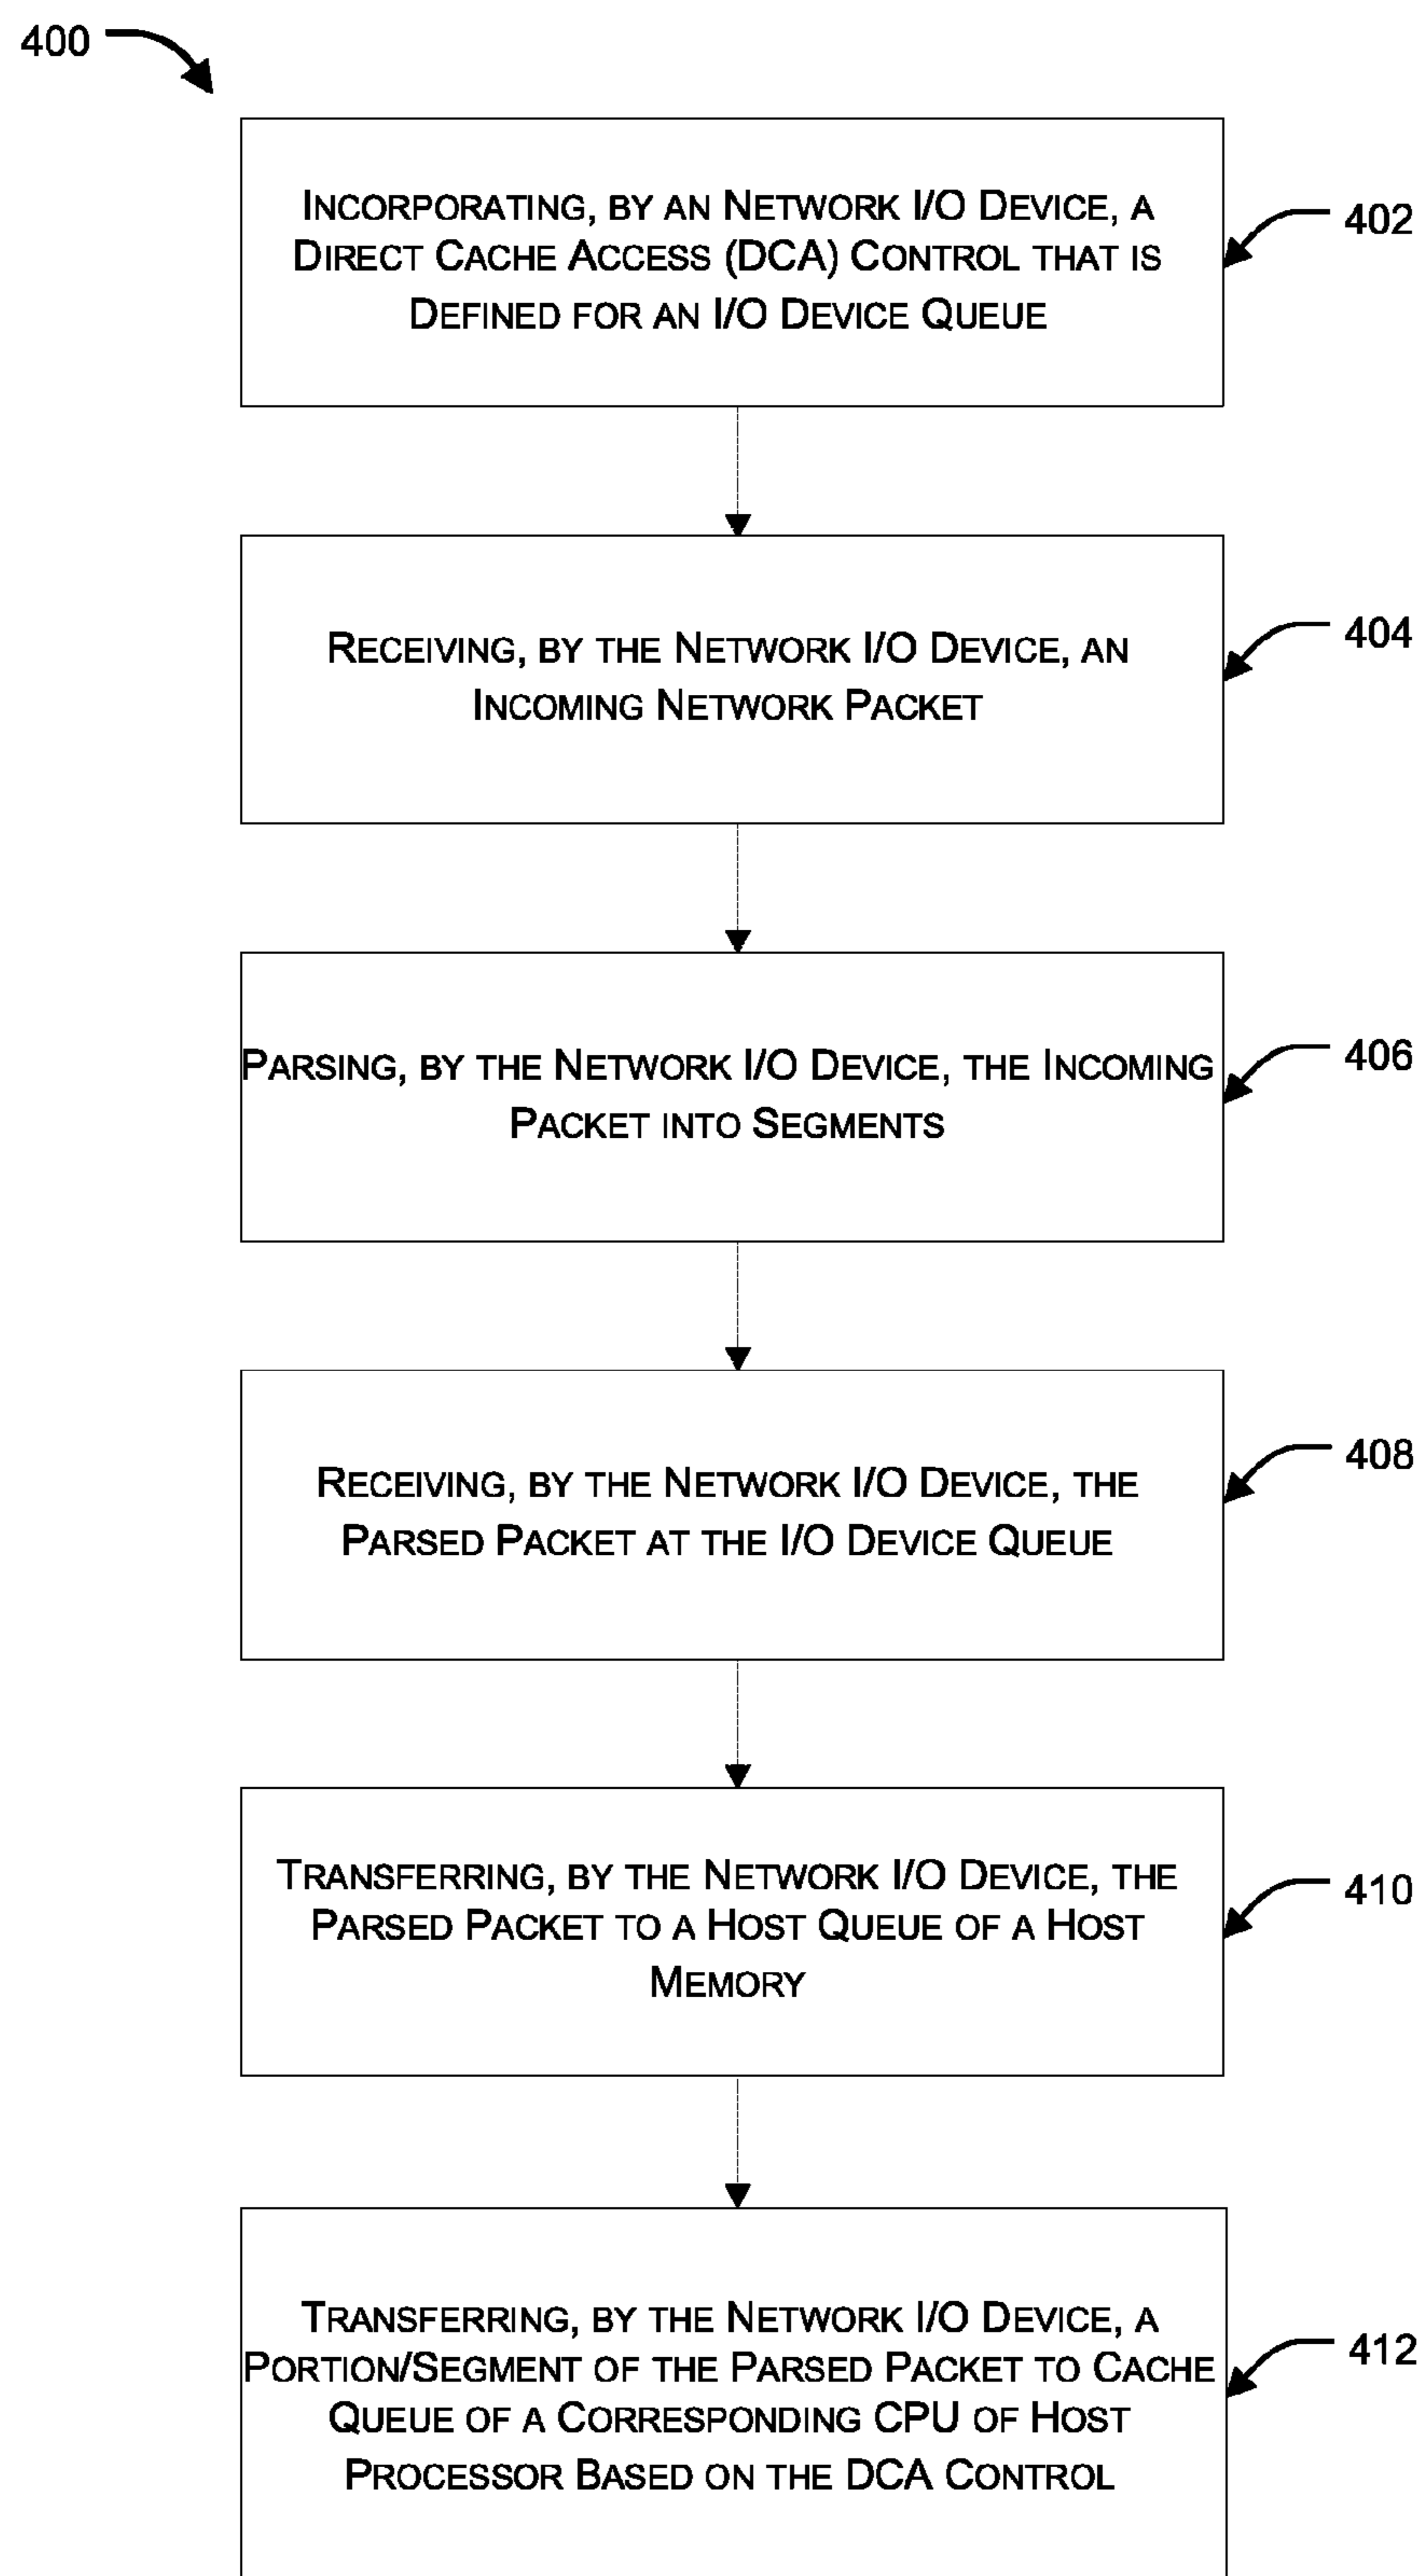 400
INCORPORATING, BY AN NETWORK I/O DEVICE, A
DIRECT CACHE ACCESS (DCA) CONTROL THAT IS
DEFINED FOR AN I/O DEVICE QUEUE
402
RECEIVING, BY THE NETWORK I/O DEVICE, AN
INCOMING NETWORK PACKET
404
PARSING, BY THE NETWORK I/O DEVICE, THE INCOMING
PACKET INTO SEGMENTS
406
RECEIVING, BY THE NETWORK I/O DEVICE, THE
PARSED PACKET AT THE I/O DEVICE QUEUE
408
TRANSFERRING, BY THE NETWORK I/O DEVICE, THE
PARSED PACKET TO A HOST QUEUE OF A HOST
MEMORY
410
TRANSFERRING, BY THE NETWORK I/O DEVICE, A
PORTION/SEGMENT OF THE PARSED PACKET TO CACHE
QUEUE OF A CORRESPONDING CPU OF HOST
PROCESSOR BASED ON THE DCA CONTROL
412